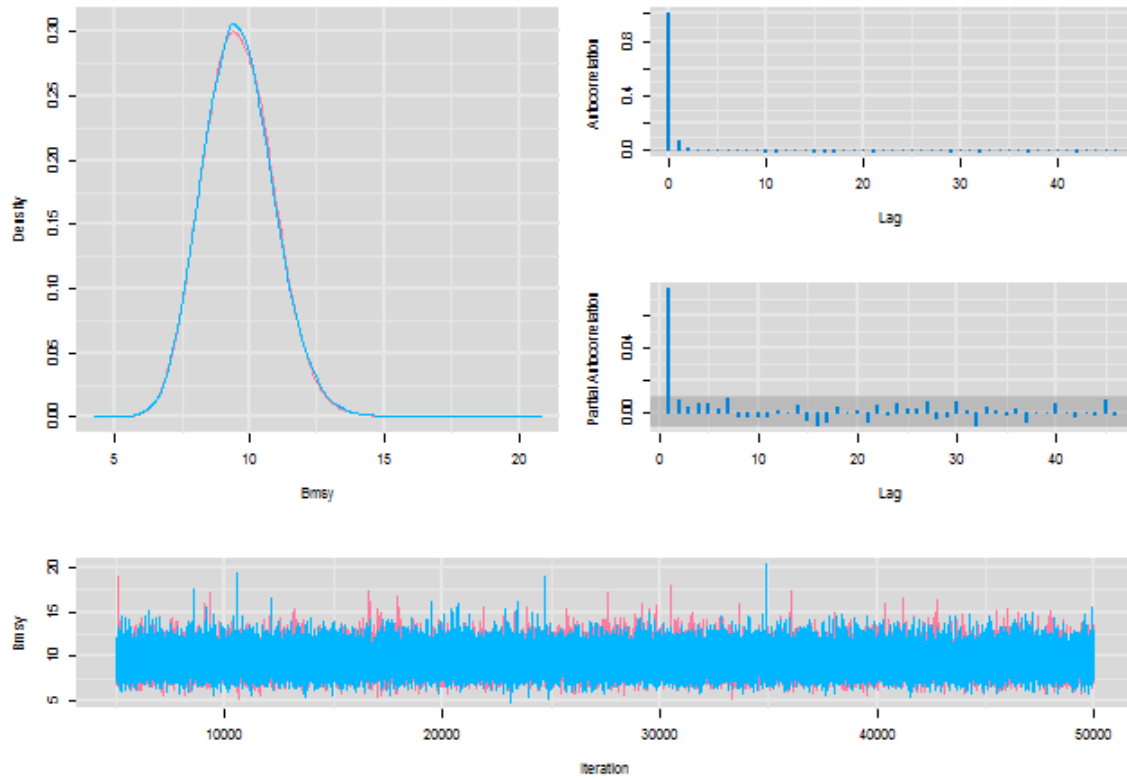 Density
0.00 0.05 0.10 0.15 0.20 0.25 0.30
5 10 15 20
Bmsy
Autocorrelation
0.0 0.4 0.8
0 10 20 30 40
Lag
Partial Autocorrelation
0.00 0.04
0 10 20 30 40
Lag
Bmsy
5 10 15 20
10000 20000 30000 40000 50000
Iteration